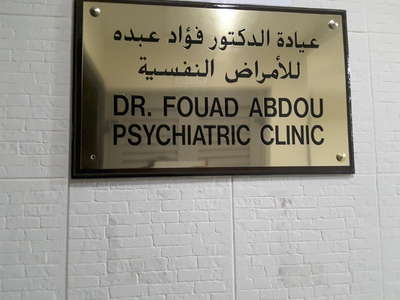 عيادة الدكتور فؤاد عبده
للأمراض النفسية
DR. FOUAD ABDOU
PSYCHIATRIC CLINIC